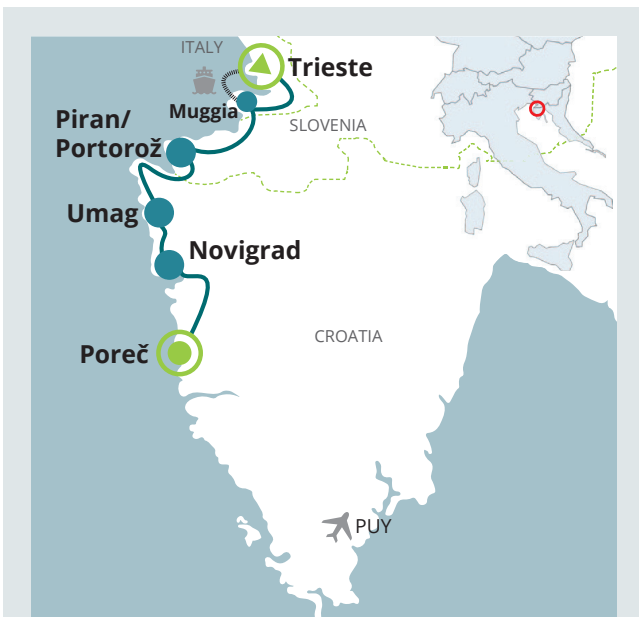 ITALY
Trieste
Muggia
Piran/
Portorož
SLOVENIA
Umag
Novigrad
CROATIA
Poreč
PUY